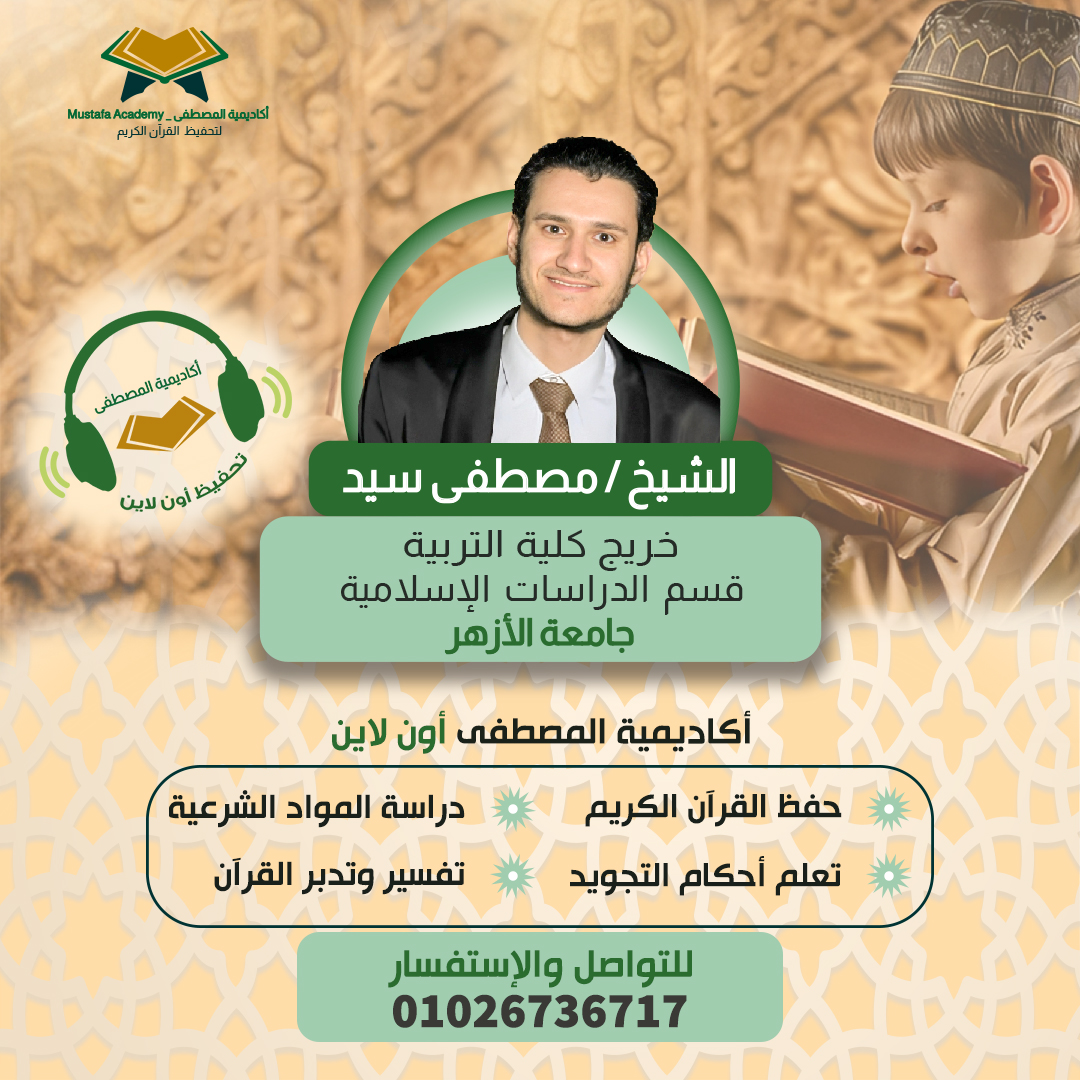 Mustafa Academy _ أكاديمية المصطفى
لتحفيظ القرآن الكريم
أكاديمية المصطفى
تحفيظ أون لاين
الشيخ / مصطفى سيد
خريج كلية التربية
قسم الدراسات الإسلامية
جامعة الأزهر
أكاديمية المصطفى أون لاين
حفظ القرآن الكريم
دراسة المواد الشرعية
تعلم أحكام التجويد
تفسير وتدبر القرآن
للتواصل والإستفسار
01026736717